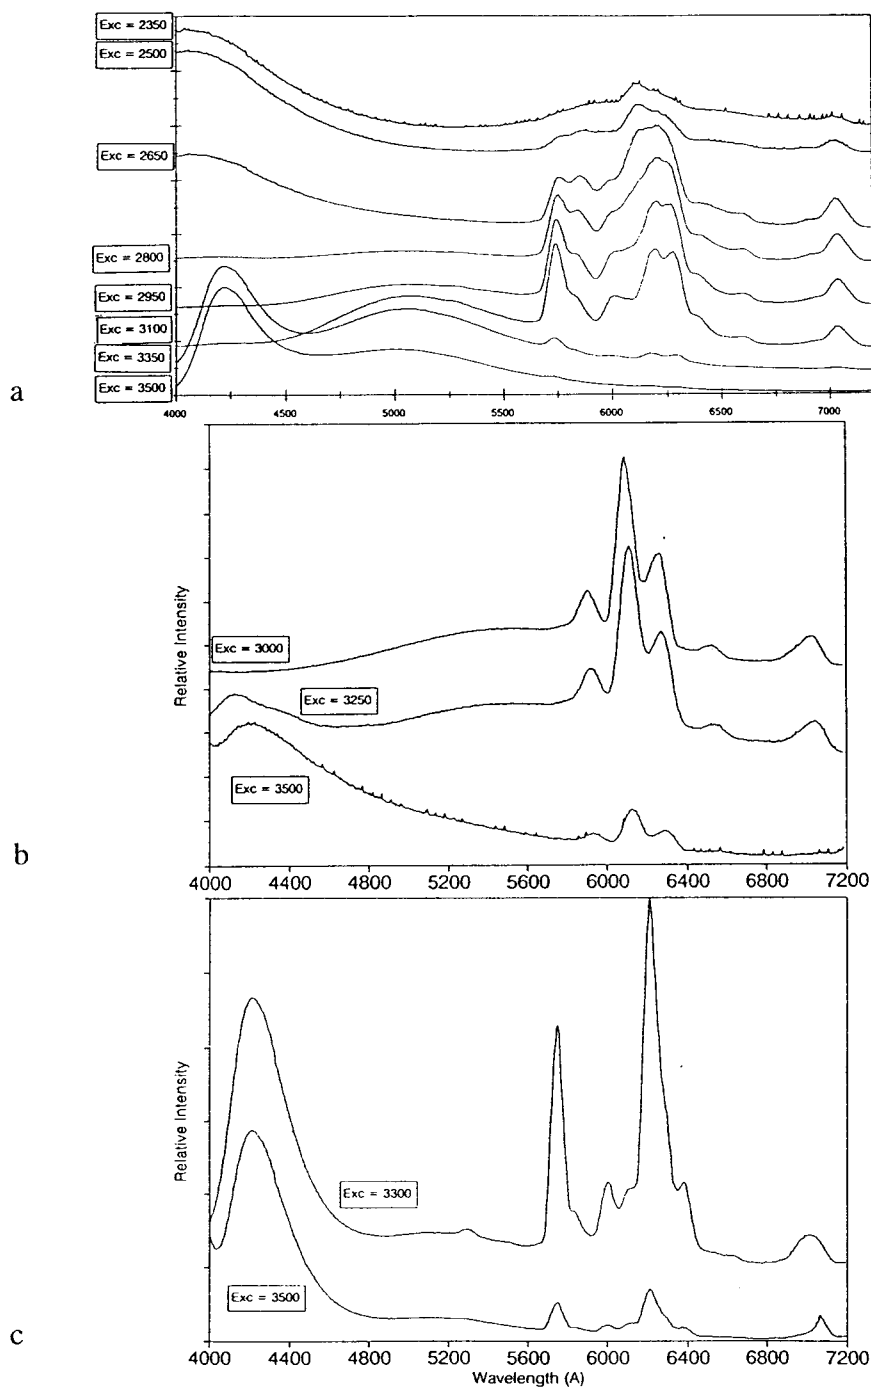 Exc = 2350
Exc = 2500
Exc = 2650
Exc = 2800
Exc = 2950
Exc = 3100
Exc = 3350
Exc = 3500
a
4000 4500 5000 5500 6000 6500 7000
Relative Intensity
Exc = 3000
Exc = 3250
Exc = 3500
b
4000 4400 4800 5200 5600 6000 6400 6800 7200
Relative Intensity
Exc = 3300
Exc = 3500
c
4000 4400 4800 5200 5600 6000 6400 6800 7200
Wavelength (A)